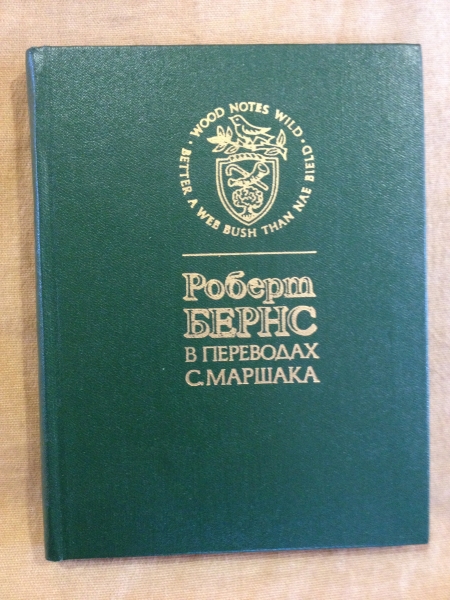 · WOOD NOTES WILD ·
BETTER A WEE BUSH THAN NAE BIELD
Роберт
БЕРНС
В ПЕРЕВОДАХ
С. МАРШАКА